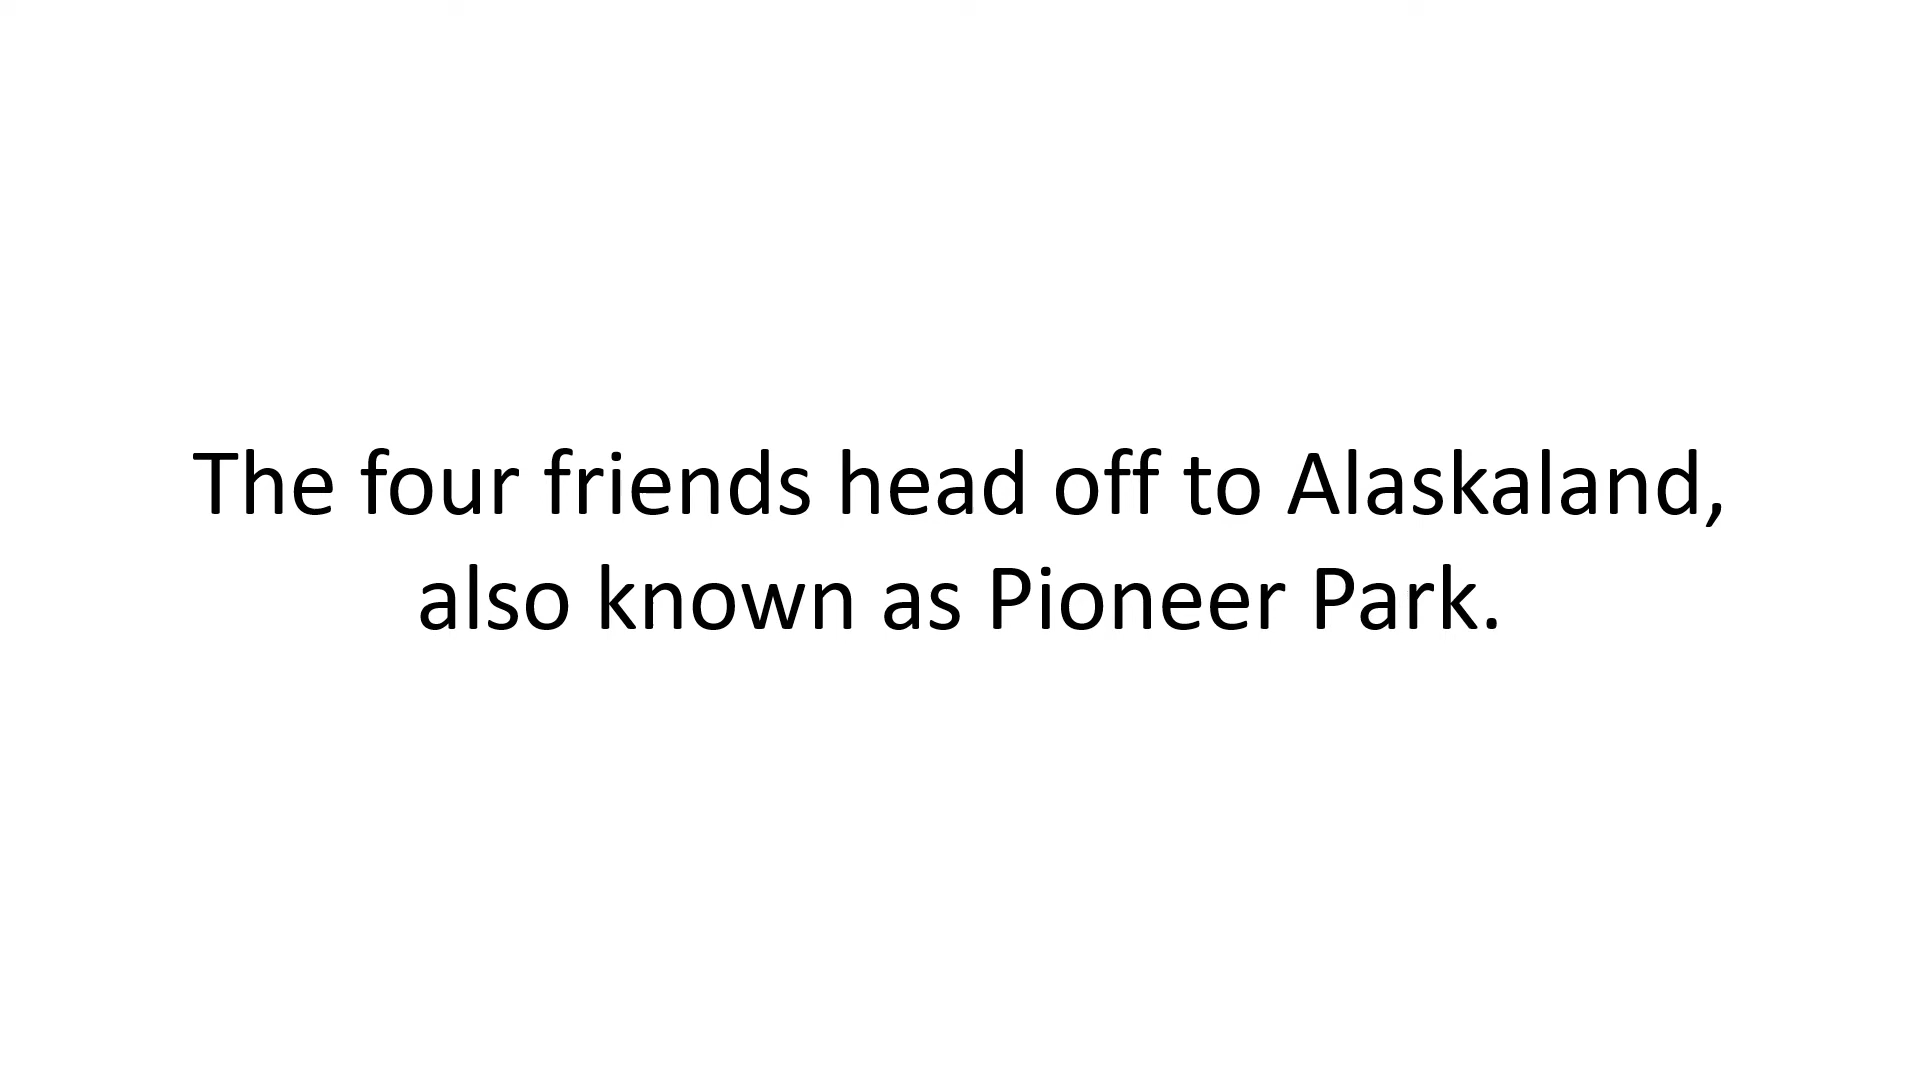 The four friends head off to Alaskaland,
also known as Pioneer Park.